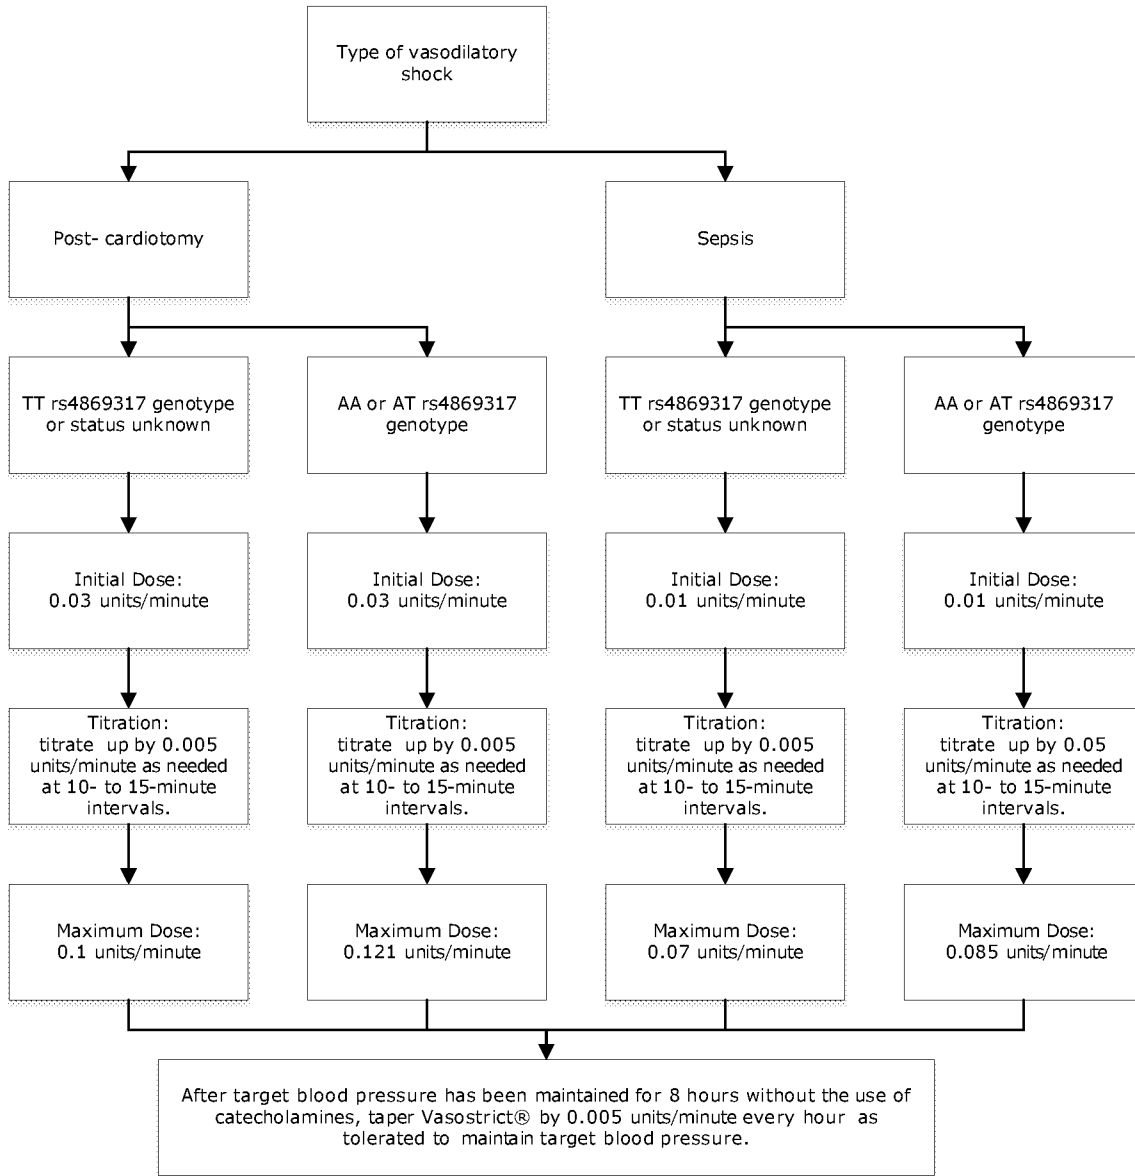 Type of vasodilatory
shock
Post- cardiotomy
Sepsis
TT rs4869317 genotype
or status unknown
AA or AT rs4869317
genotype
TT rs4869317 genotype
or status unknown
AA or AT rs4869317
genotype
Initial Dose:
0.03 units/minute
Initial Dose:
0.03 units/minute
Initial Dose:
0.01 units/minute
Initial Dose:
0.01 units/minute
Titration:
titrate up by 0.005
units/minute as needed
at 10- to 15-minute
intervals.
Titration:
titrate up by 0.005
units/minute as needed
at 10- to 15-minute
intervals.
Titration:
titrate up by 0.005
units/minute as needed
at 10- to 15-minute
intervals.
Titration:
titrate up by 0.05
units/minute as needed
at 10- to 15-minute
intervals.
Maximum Dose:
0.1 units/minute
Maximum Dose:
0.121 units/minute
Maximum Dose:
0.07 units/minute
Maximum Dose:
0.085 units/minute
After target blood pressure has been maintained for 8 hours without the use of
catecholamines, taper Vasostrict® by 0.005 units/minute every hour as
tolerated to maintain target blood pressure.